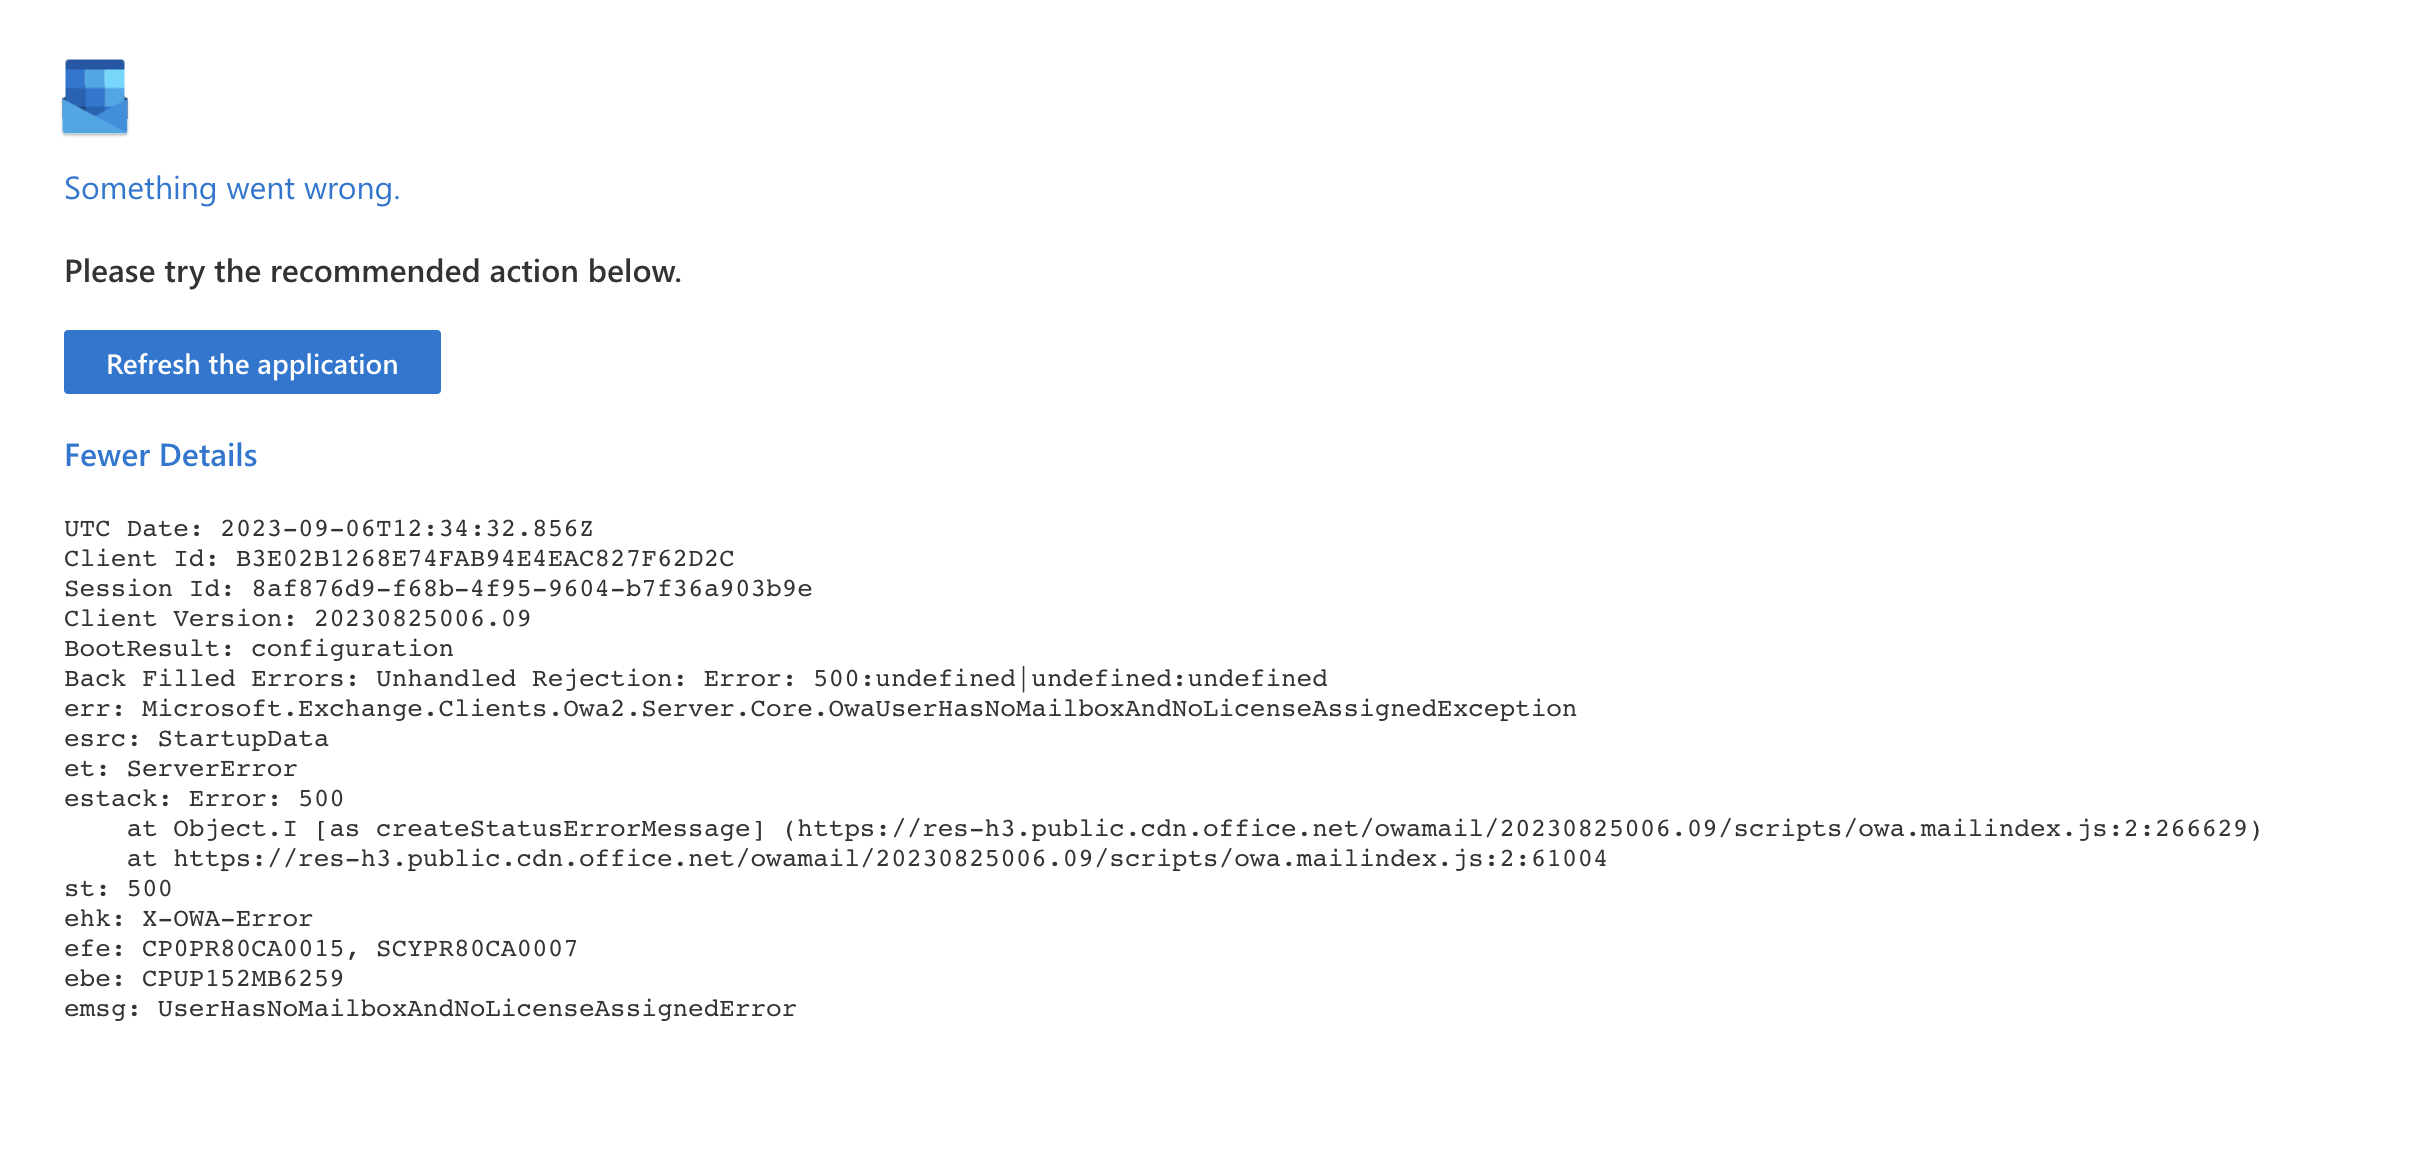 Something went wrong.
Please try the recommended action below.
Refresh the application
Fewer Details
UTC Date: 2023-09-06T12:34:32.856Z
Client Id: B3E02B1268E74FAB94E4EAC827F62D2C
Session Id: 8af876d9-f68b-4f95-9604-b7f36a903b9e
Client Version: 20230825006.09
BootResult: configuration
Back Filled Errors: Unhandled Rejection: Error: 500:undefined|undefined:undefined
err: Microsoft.Exchange.Clients.Owa2.Server.Core.OwaUserHasNoMailboxAndNoLicenseAssignedException
esrc: StartupData
et: ServerError
estack: Error: 500
    at Object.I [as createStatusErrorMessage] (https://res-h3.public.cdn.office.net/owamail/20230825006.09/scripts/owa.mailindex.js:2:266629)
    at https://res-h3.public.cdn.office.net/owamail/20230825006.09/scripts/owa.mailindex.js:2:61004
st: 500
ehk: X-OWA-Error
efe: CP0PR80CA0015, SCYPR80CA0007
ebe: CPUP152MB6259
emsg: UserHasNoMailboxAndNoLicenseAssignedError